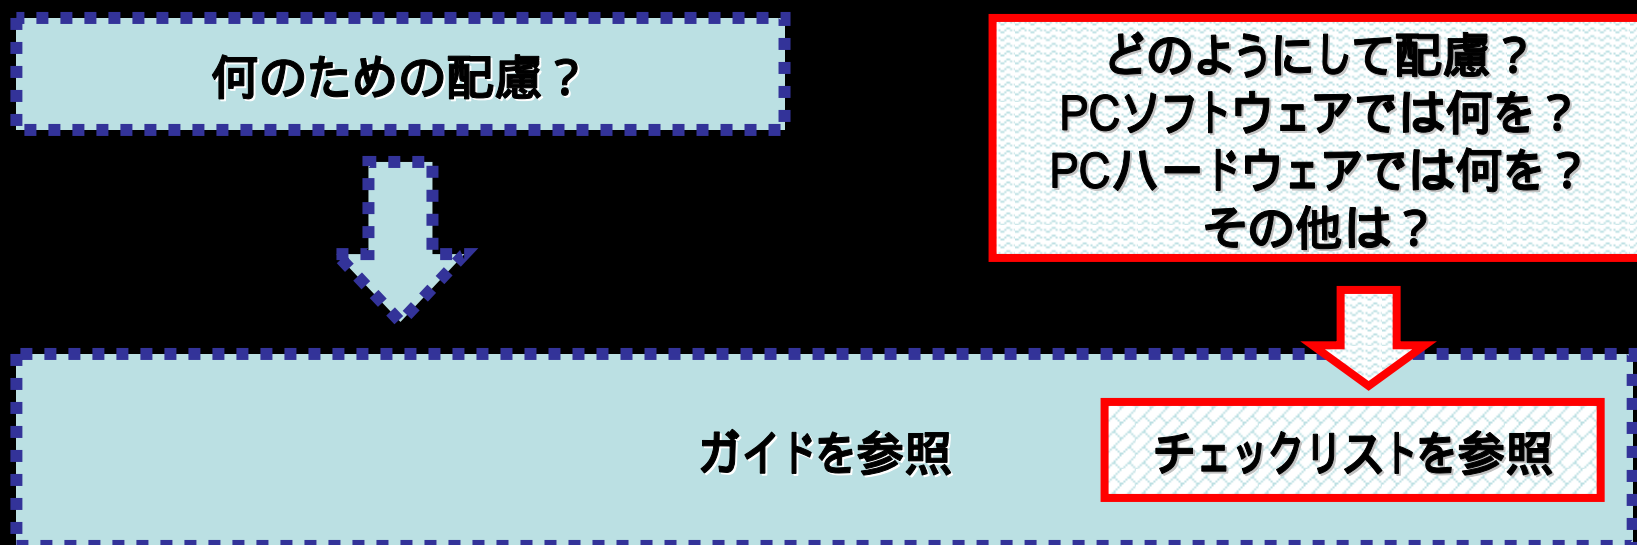 何のための配慮？
どのようにして配慮？
PCソフトウェアでは何を？
PCハードウェアでは何を？
その他は？
ガイドを参照
チェックリストを参照